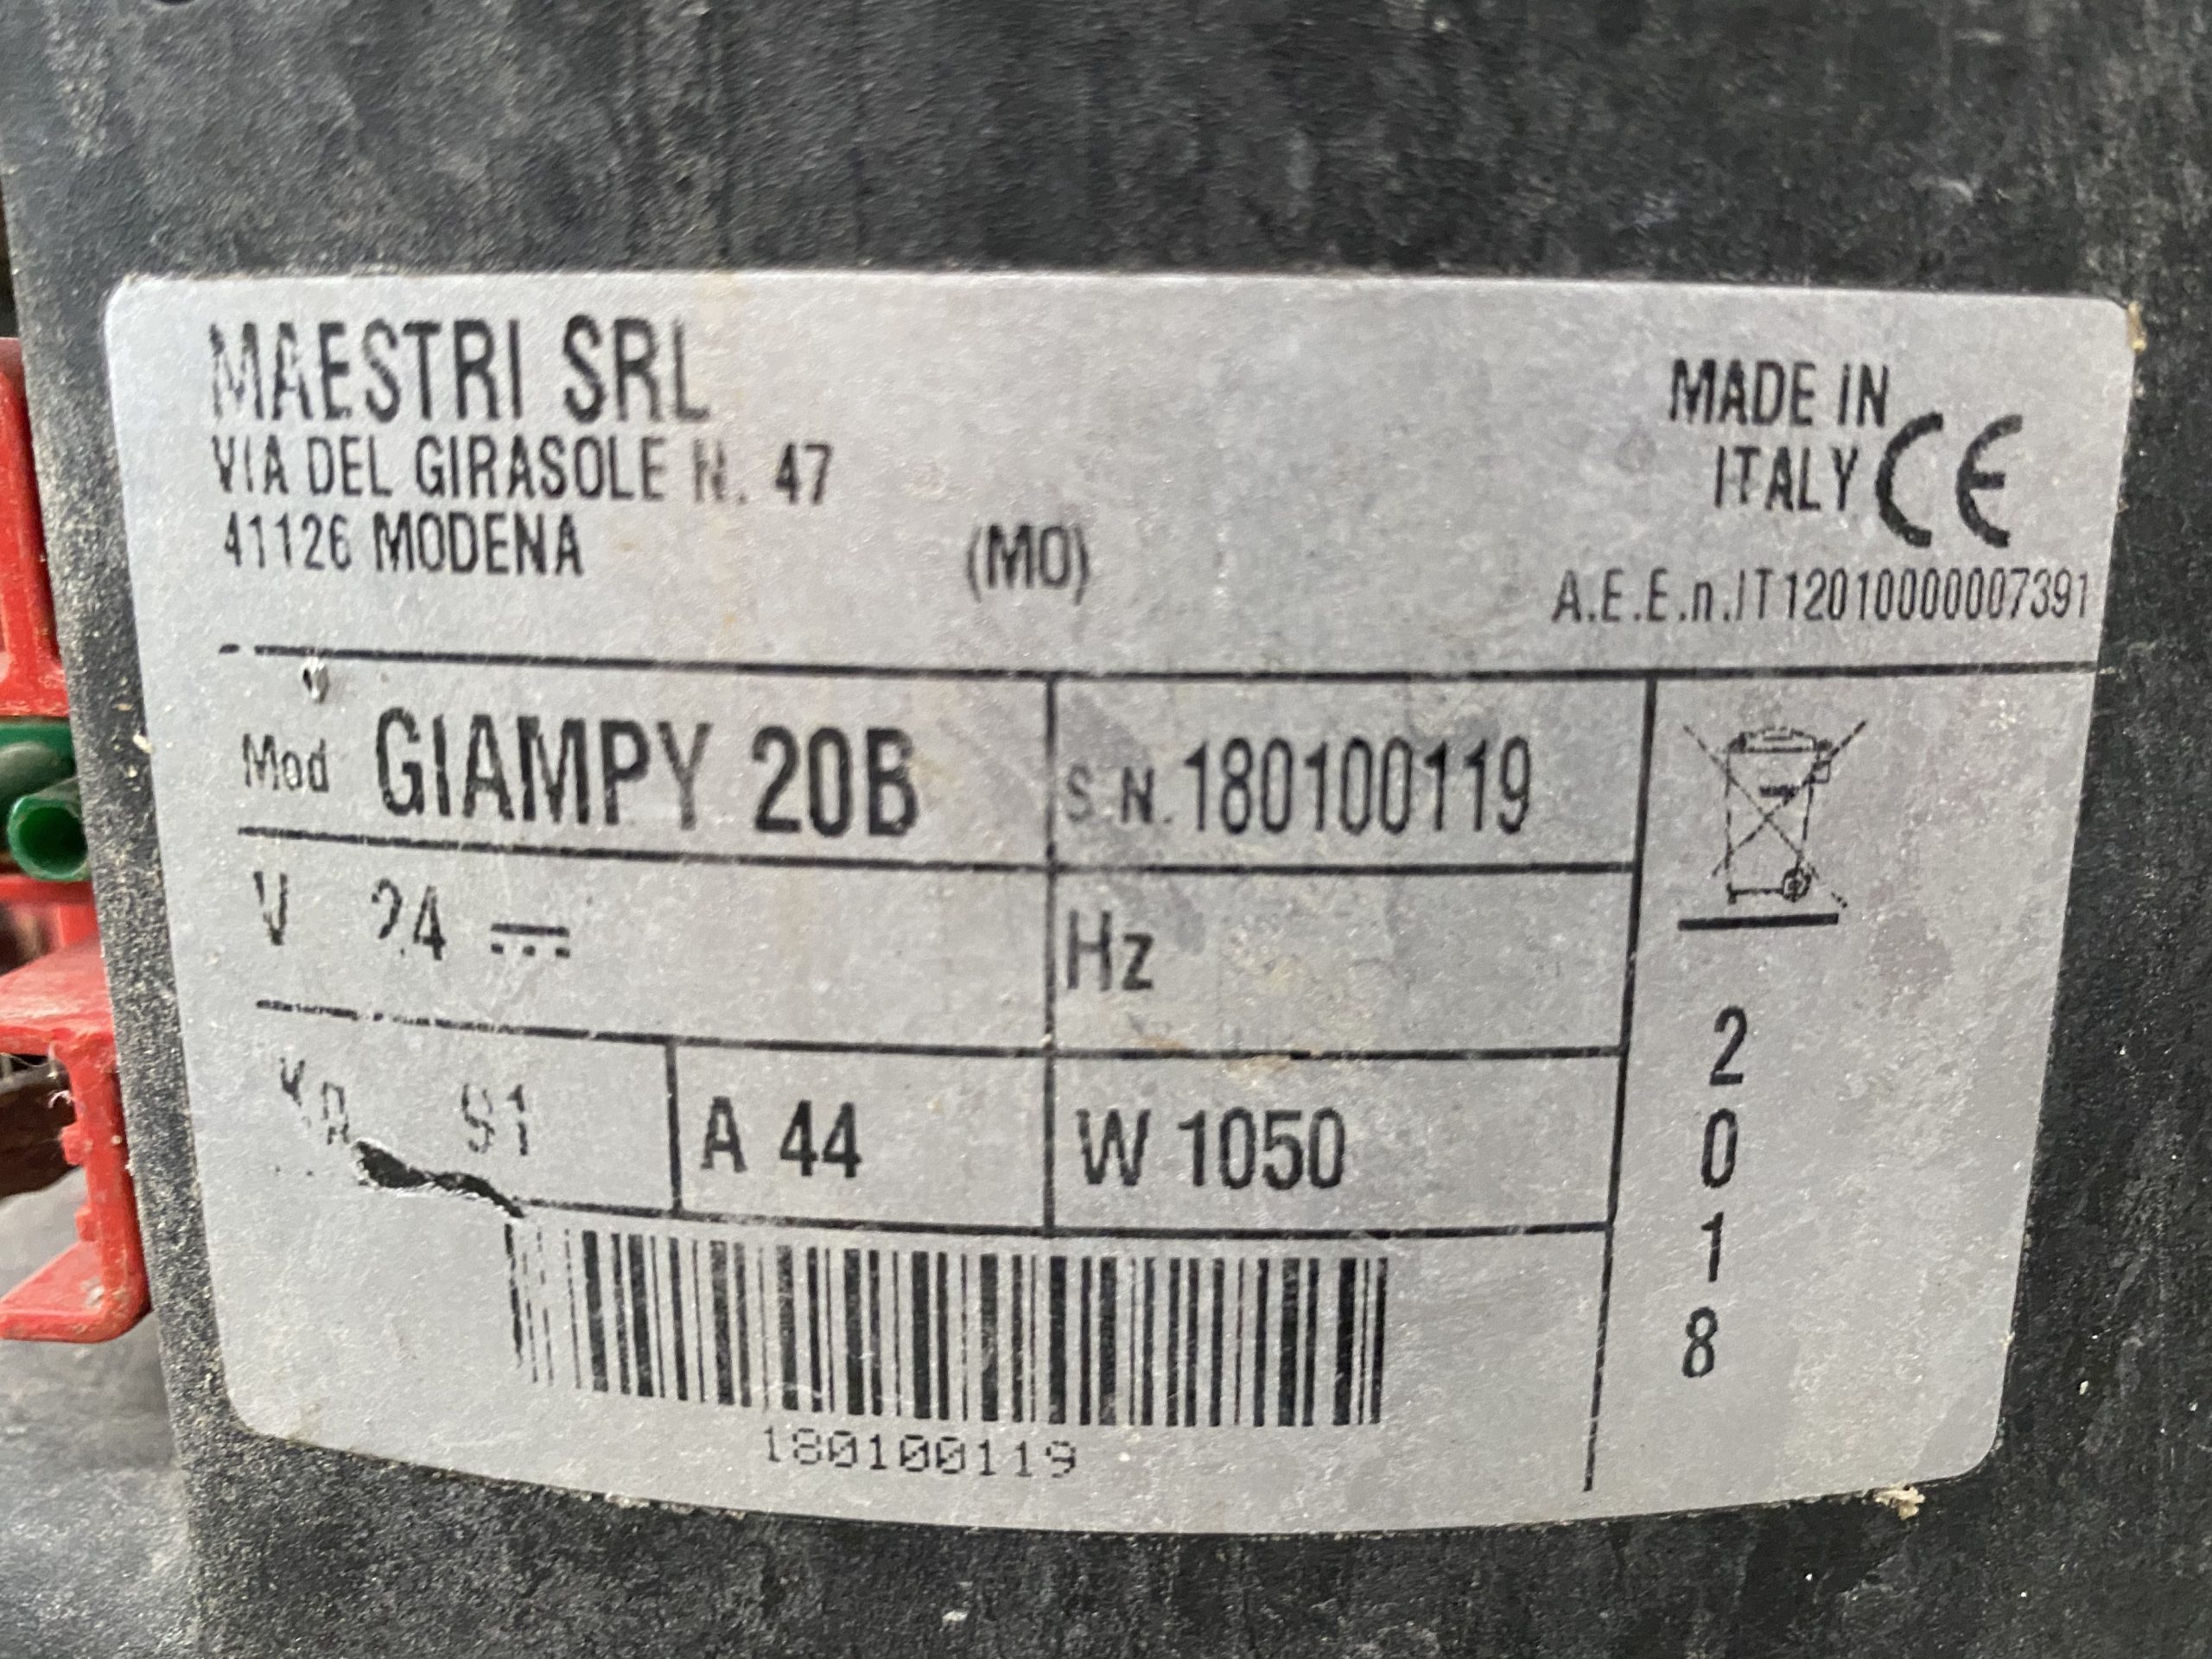 MAESTRI SRL
VIA DEL GIRASOLE N. 47
41126 MODENA (MO)
MADE IN
ITALY CE
A.E.E.n.IT12010000007391
Mod GIAMPY 20B
S.N.180100119
V 24
Hz
A 44
W 1050
2018
180100119